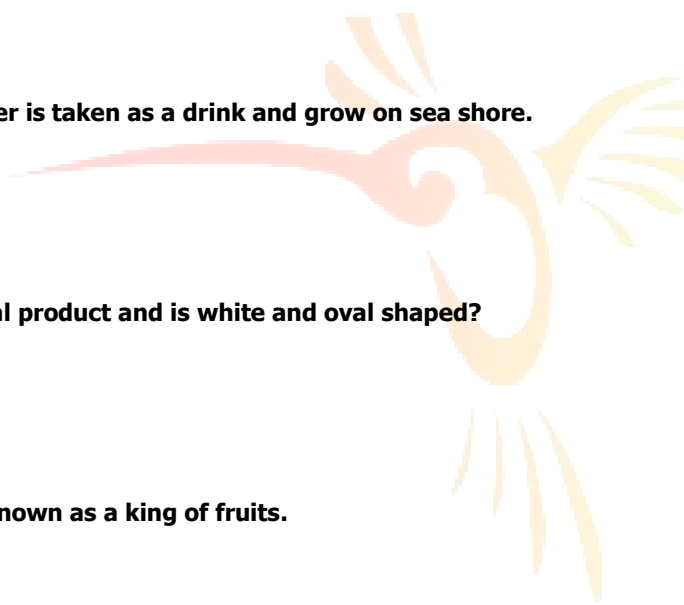 er is taken as a drink and grow on sea shore.
al product and is white and oval shaped?
nown as a king of fruits.